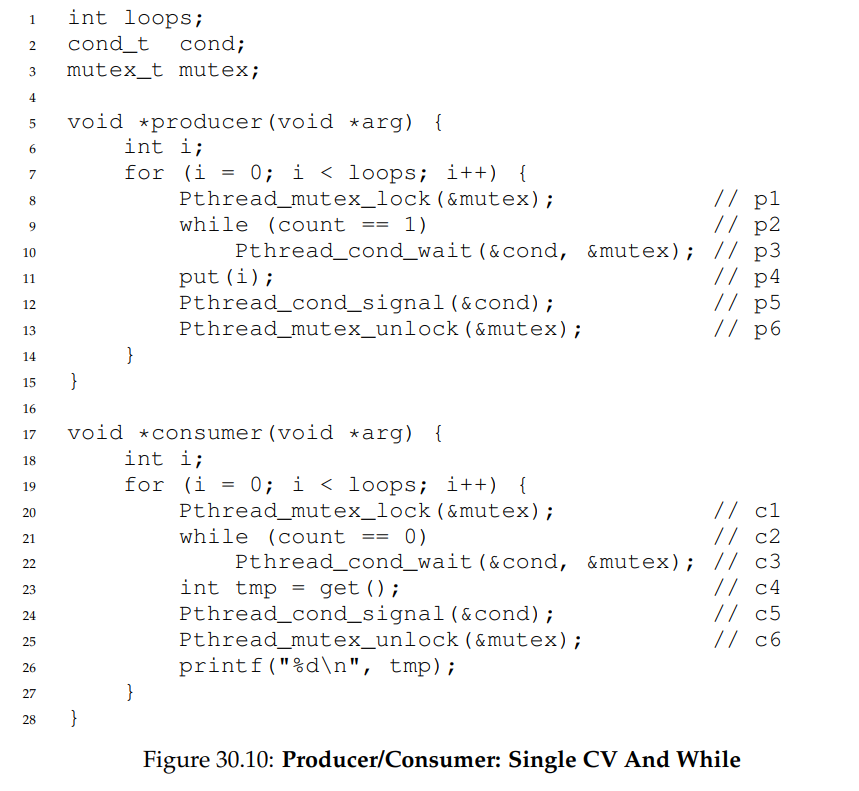 1 int loops;
2 cond_t cond;
3 mutex_t mutex;
4
5 void *producer(void *arg) {
6 int i;
7 for (i = 0; i < loops; i++) {
8 Pthread_mutex_lock(&mutex); // p1
9 while (count == 1) // p2
10 Pthread_cond_wait(&cond, &mutex); // p3
11 put(i); // p4
12 Pthread_cond_signal(&cond); // p5
13 Pthread_mutex_unlock(&mutex); // p6
14 }
15 }
16
17 void *consumer(void *arg) {
18 int i;
19 for (i = 0; i < loops; i++) {
20 Pthread_mutex_lock(&mutex); // c1
21 while (count == 0) // c2
22 Pthread_cond_wait(&cond, &mutex); // c3
23 int tmp = get(); // c4
24 Pthread_cond_signal(&cond); // c5
25 Pthread_mutex_unlock(&mutex); // c6
26 printf("%d\n", tmp);
27 }
28 }
Figure 30.10: Producer/Consumer: Single CV And While